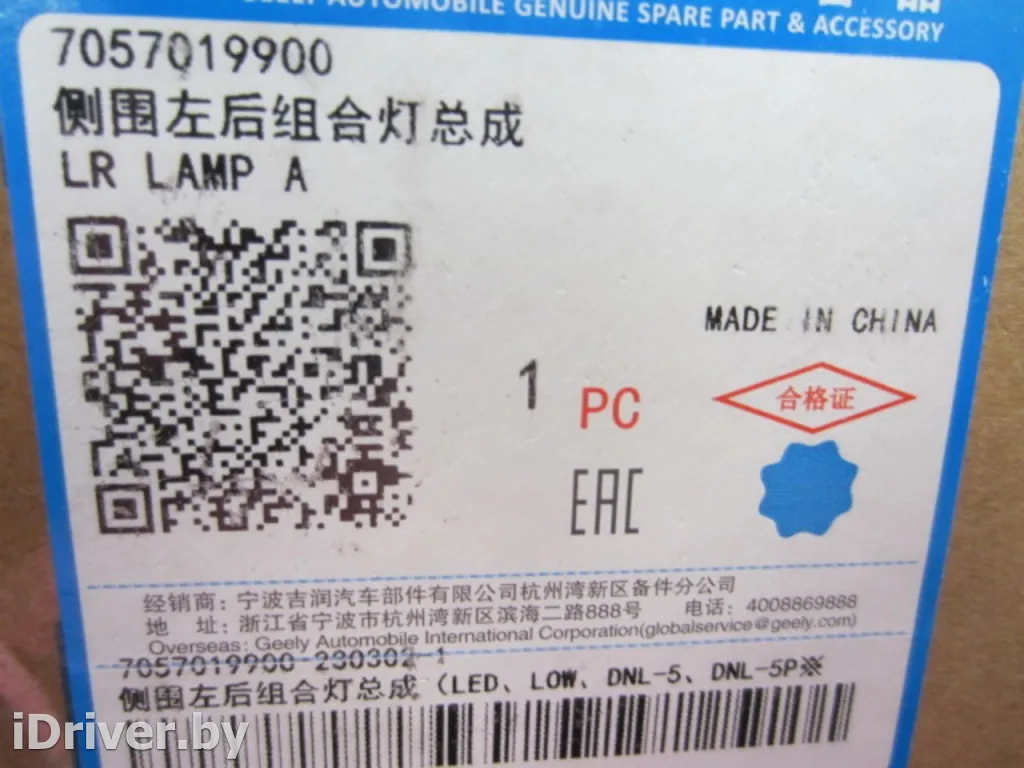 GEELY AUTOMOBILE GENUINE SPARE PART & ACCESSORY
7057019900
侧围左后组合灯总成
LR LAMP A
MADE IN CHINA
1 PC
合格证
EAC
经销商：宁波吉润汽车部件有限公司杭州湾新区备件分公司
地 址：浙江省宁波市杭州湾新区滨海二路888号 电话：4008869888
Overseas: Geely Automobile International Corporation(globalservice@geely.com)
7057019900-230302-1
侧围左后组合灯总成（LED、LOW、DNL-5、DNL-5P※
iDriver.by